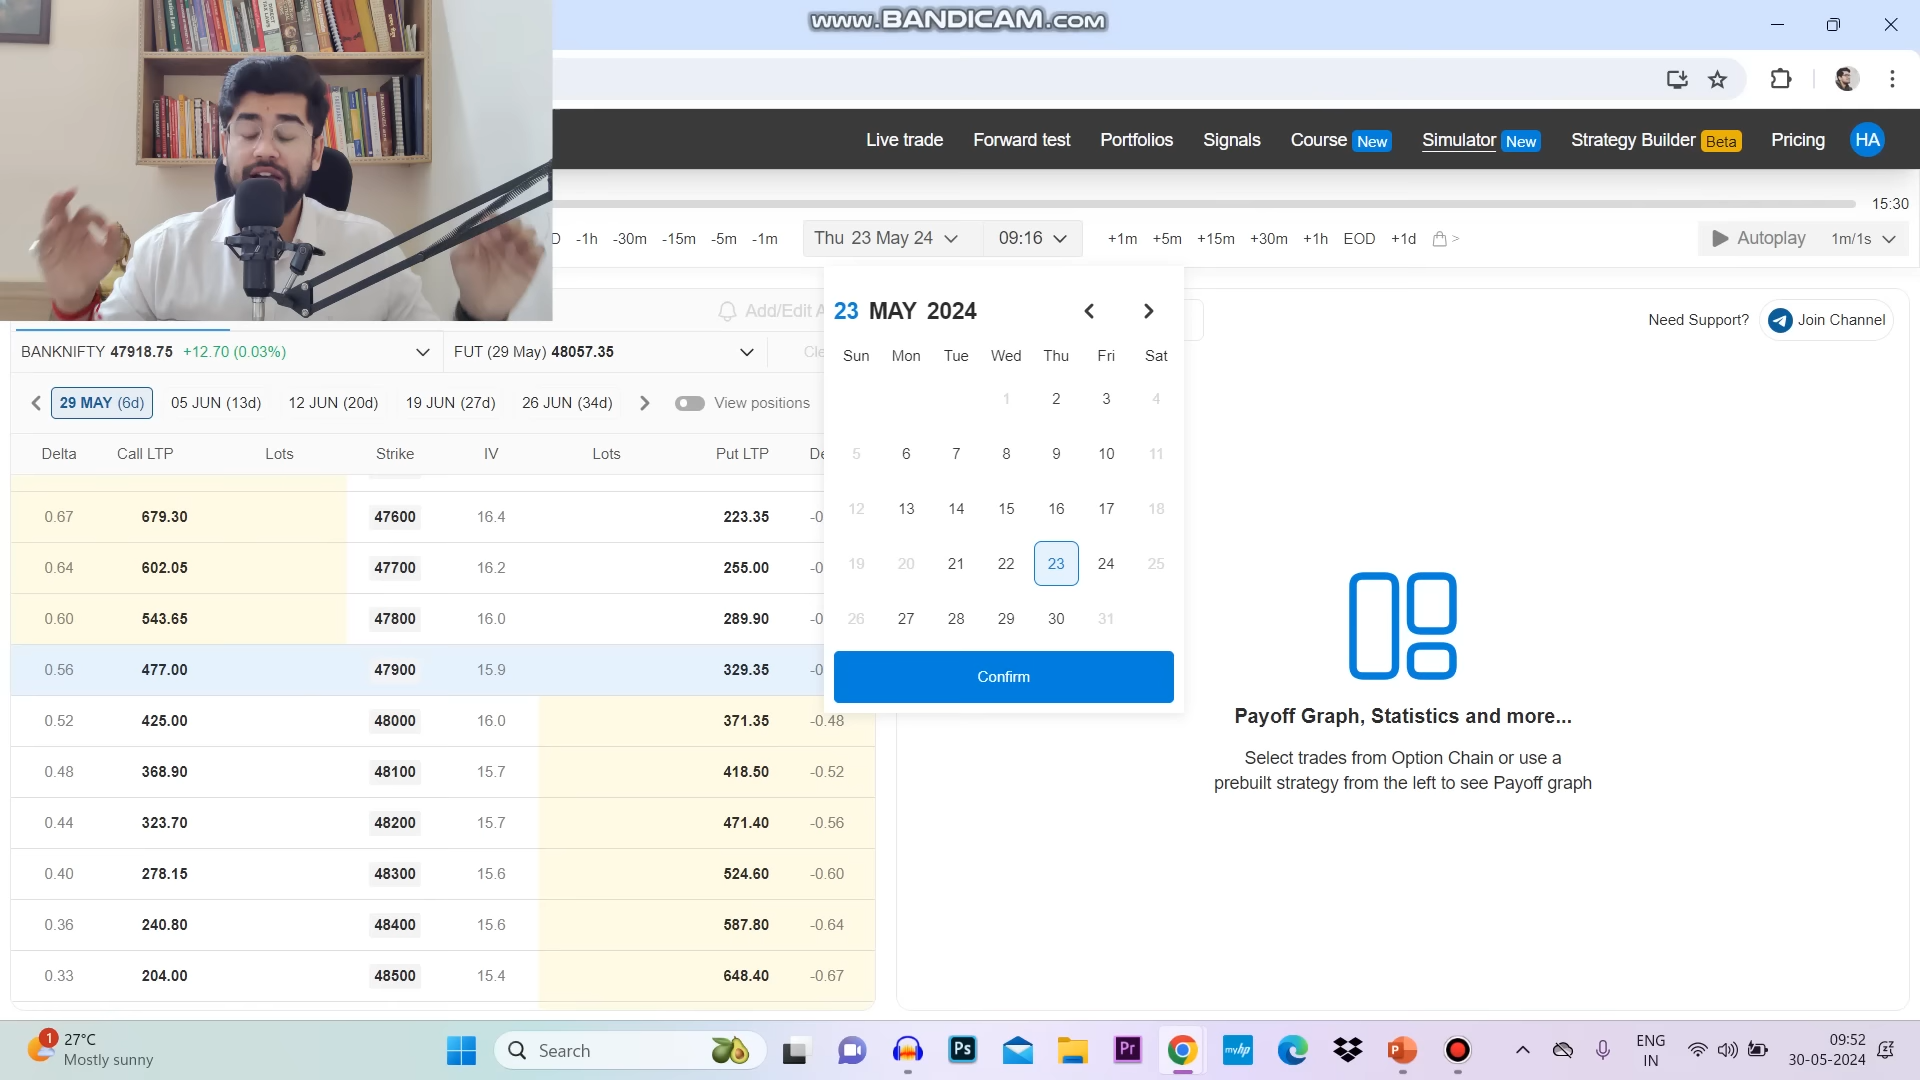 www.BANDICAM.com
Live trade Forward test Portfolios Signals Course New Simulator New Strategy Builder Beta Pricing HA
15:30
-1h -30m -15m -5m -1m Thu 23 May 24 09:16 +1m +5m +15m +30m +1h EOD +1d > Autoplay 1m/1s
Add/Edit A
Need Support? Join Channel
BANKNIFTY 47918.75 +12.70 (0.03%) FUT (29 May) 48057.35 Cle
29 MAY (6d) 05 JUN (13d) 12 JUN (20d) 19 JUN (27d) 26 JUN (34d) View positions
Delta Call LTP Lots Strike IV Lots Put LTP De
0.67 679.30 47600 16.4 223.35 -0
0.64 602.05 47700 16.2 255.00 -0
0.60 543.65 47800 16.0 289.90 -0
0.56 477.00 47900 15.9 329.35 -0
0.52 425.00 48000 16.0 371.35 -0.48
0.48 368.90 48100 15.7 418.50 -0.52
0.44 323.70 48200 15.7 471.40 -0.56
0.40 278.15 48300 15.6 524.60 -0.60
0.36 240.80 48400 15.6 587.80 -0.64
0.33 204.00 48500 15.4 648.40 -0.67
23 MAY 2024
Sun Mon Tue Wed Thu Fri Sat
1 2 3 4
5 6 7 8 9 10 11
12 13 14 15 16 17 18
19 20 21 22 23 24 25
26 27 28 29 30 31
Confirm
Payoff Graph, Statistics and more...
Select trades from Option Chain or use a
prebuilt strategy from the left to see Payoff graph
1 27°C
Mostly sunny
Search
Ps
Pr
myhp
P
ENG
IN
09:52
30-05-2024